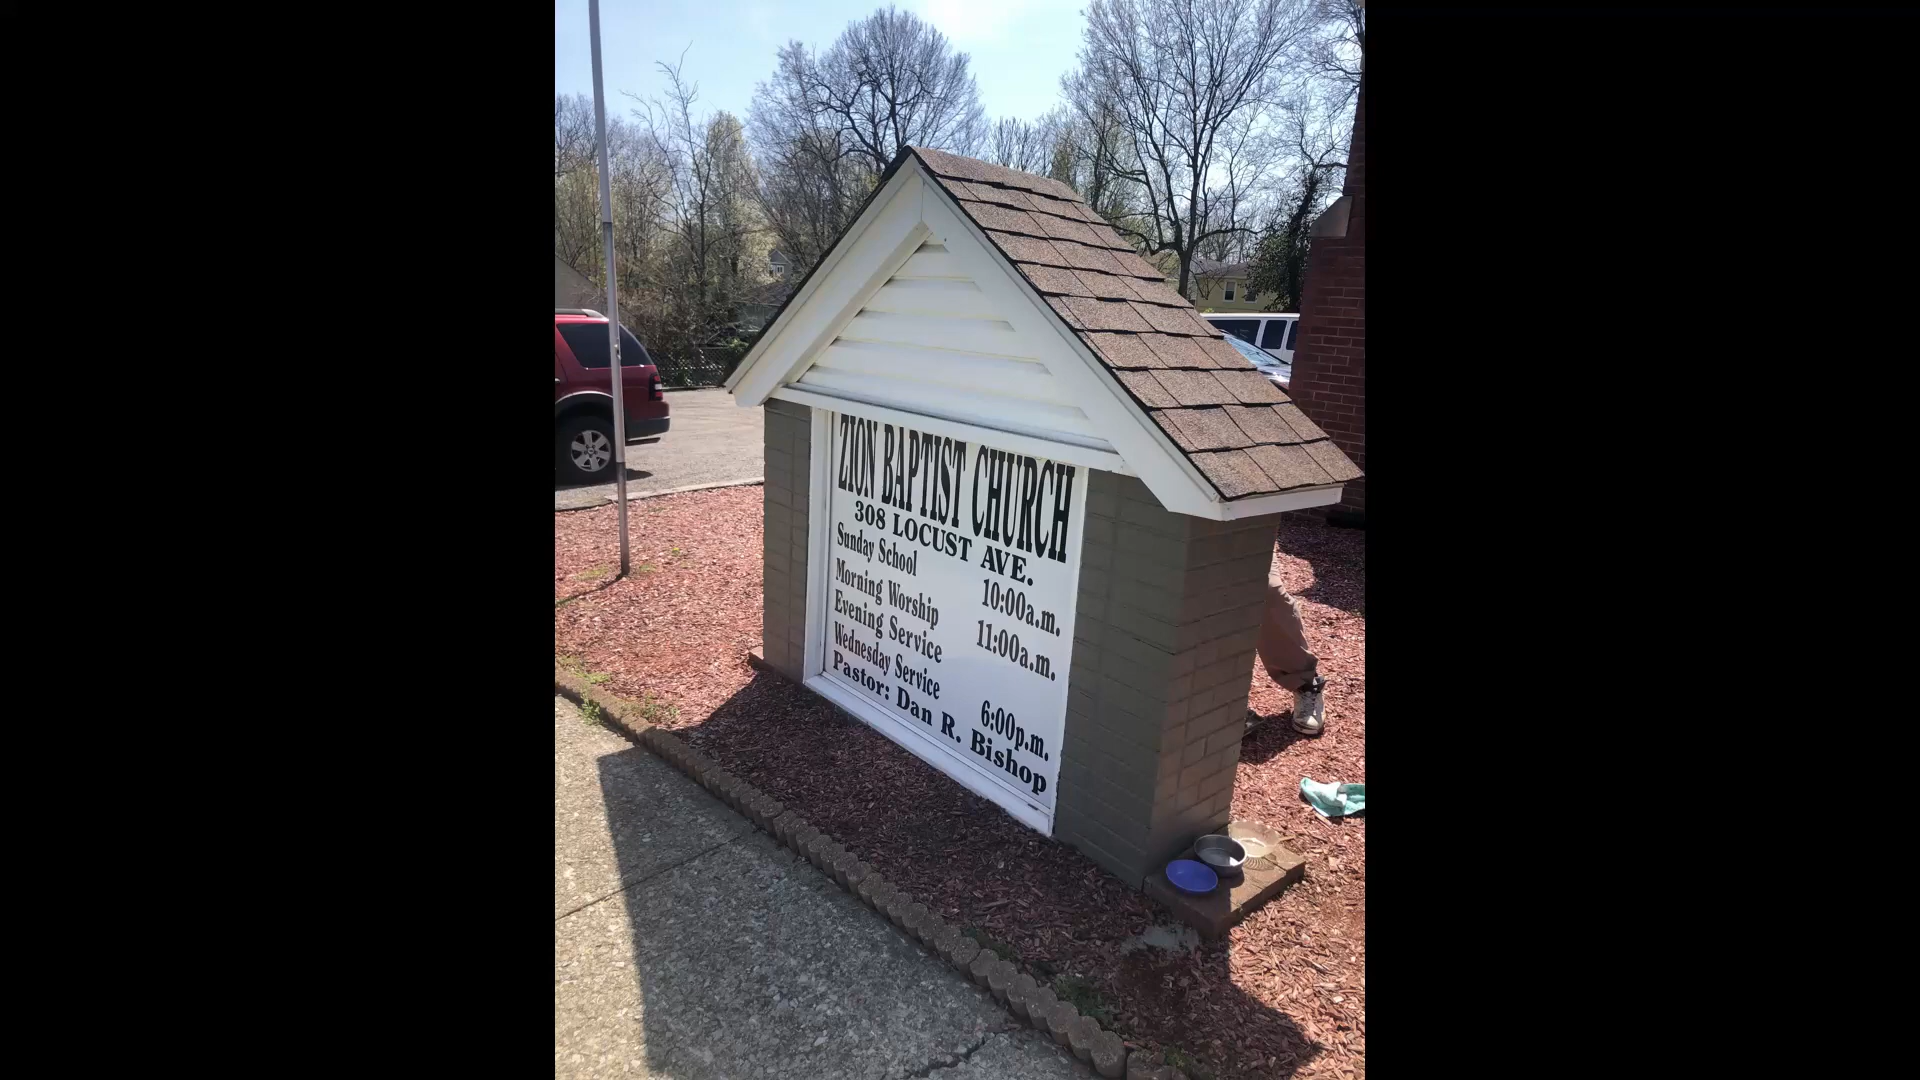 ZION BAPTIST CHURCH
308 LOCUST AVE.
Sunday School 10:00a.m.
Morning Worship 11:00a.m.
Evening Service
Wednesday Service 6:00p.m.
Pastor: Dan R. Bishop